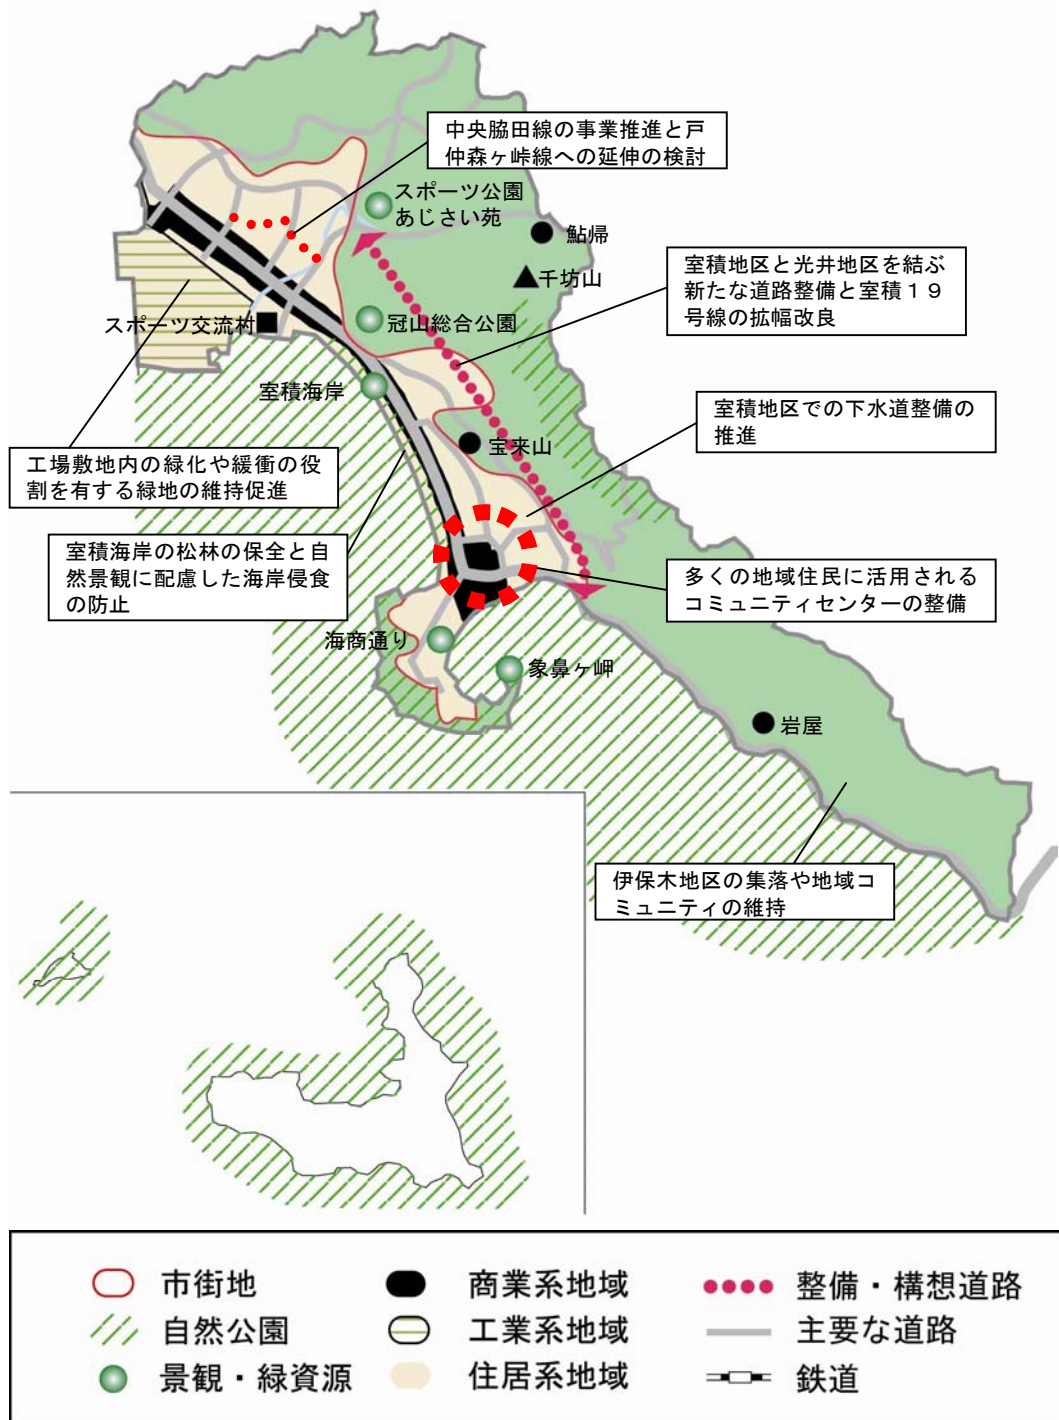 中央脇田線の事業推進と戸
仲森ヶ峠線への延伸の検討
スポーツ公園
あじさい苑
鮎帰
千坊山
室積地区と光井地区を結ぶ
新たな道路整備と室積１９
号線の拡幅改良
スポーツ交流村
冠山総合公園
室積海岸
室積地区での下水道整備の
推進
宝来山
工場敷地内の緑化や緩衝の役
割を有する緑地の維持促進
室積海岸の松林の保全と自
然景観に配慮した海岸侵食
の防止
多くの地域住民に活用される
コミュニティセンターの整備
海商通り
象鼻ヶ岬
岩屋
伊保木地区の集落や地域コ
ミュニティの維持
市街地
商業系地域
整備・構想道路
自然公園
工業系地域
主要な道路
景観・緑資源
住居系地域
鉄道